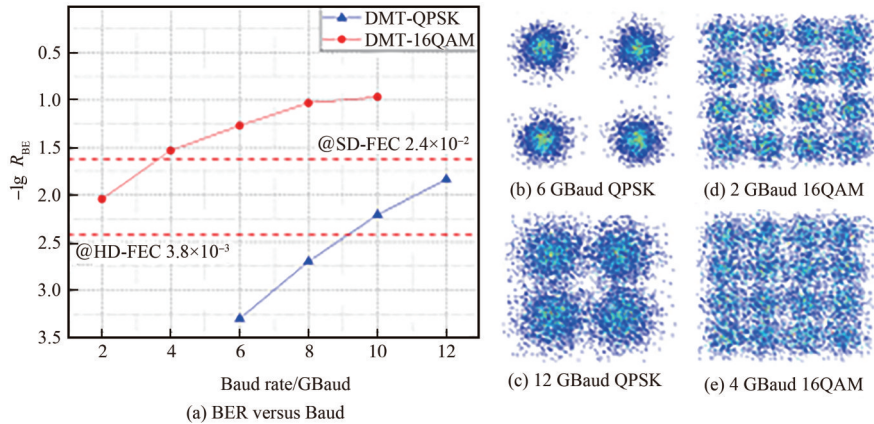 DMT-QPSK
DMT-16QAM
0.5
1.0
1.5
2.0
2.5
3.0
3.5
−lg R_BE
@SD-FEC 2.4×10⁻²
@HD-FEC 3.8×10⁻³
2 4 6 8 10 12
Baud rate/GBaud
(a) BER versus Baud
(b) 6 GBaud QPSK
(d) 2 GBaud 16QAM
(c) 12 GBaud QPSK
(e) 4 GBaud 16QAM